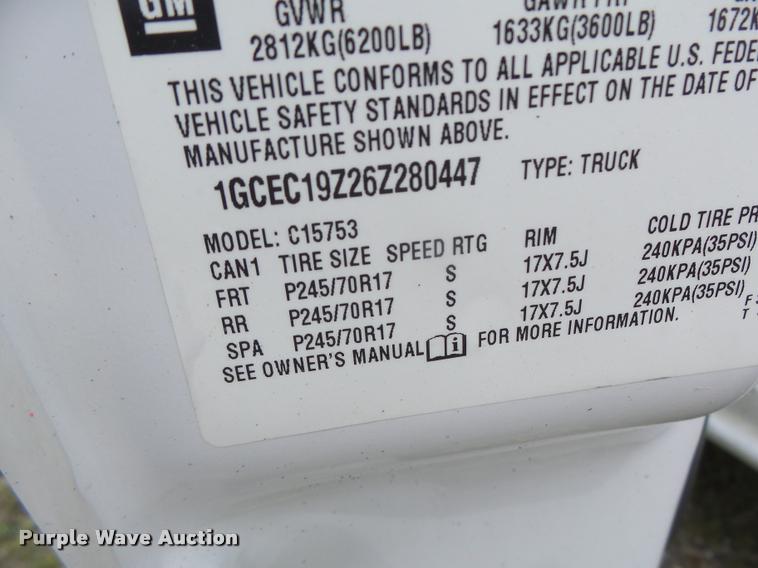 GM
GVWR
2812KG(6200LB)
1633KG(3600LB)
THIS VEHICLE CONFORMS TO ALL APPLICABLE U.S.
VEHICLE SAFETY STANDARDS IN EFFECT ON THE DATE OF
MANUFACTURE SHOWN ABOVE.
1GCEC19Z26Z280447 TYPE: TRUCK
MODEL: C15753
CAN1 TIRE SIZE SPEED RTG RIM COLD TIRE
FRT P245/70R17 S 17X7.5J 240KPA(35PSI)
RR P245/70R17 S 17X7.5J 240KPA(35PSI)
SPA P245/70R17 S 17X7.5J 240KPA(35PSI)
SEE OWNER'S MANUAL i FOR MORE INFORMATION.
Purple Wave Auction